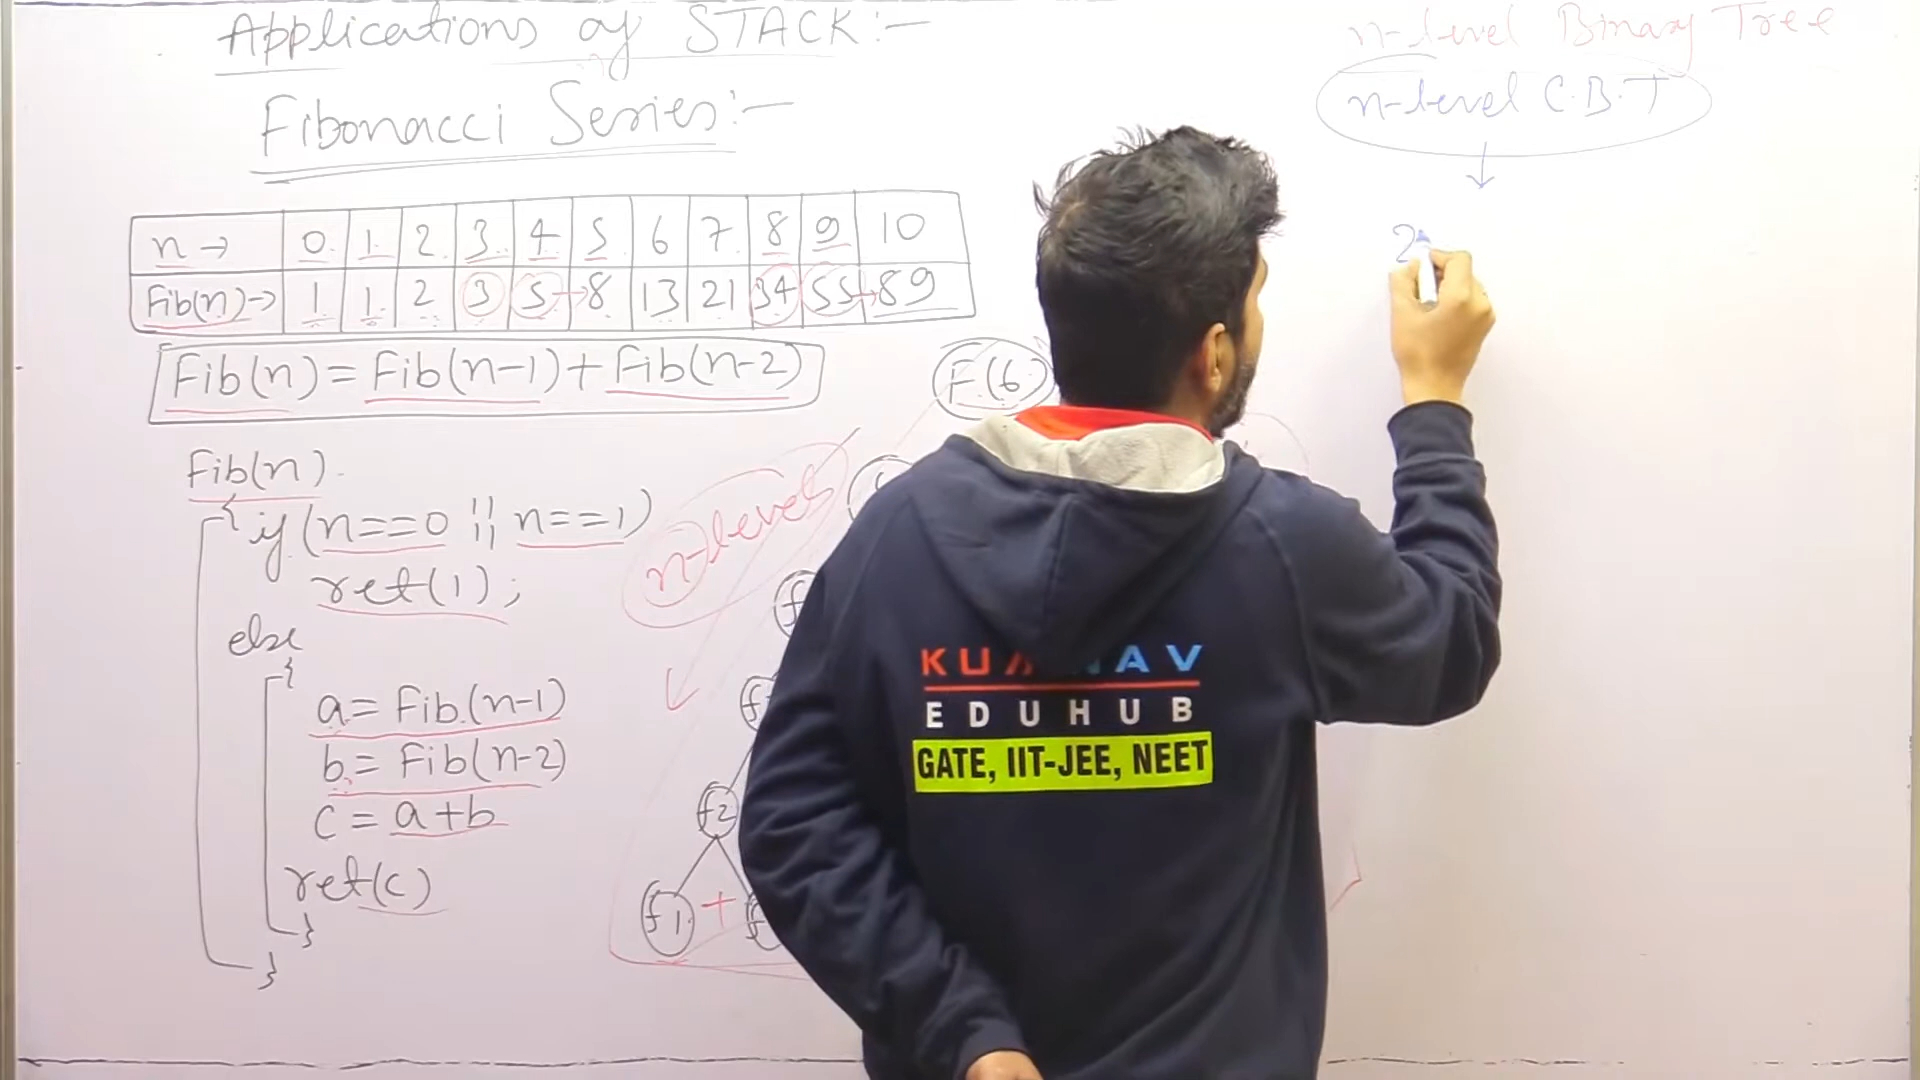 Applications of STACK:-
Fibonacci Series:-
n → 0 1 2 3 4 5 6 7 8 9 10
Fib(n)→ 1 1 2 3 5 8 13 21 34 55 89
Fib(n) = Fib(n-1) + Fib(n-2)
Fib(n)
{ if (n==0 || n==1)
ret(1);
else
{
a = Fib(n-1)
b = Fib(n-2)
c = a+b
ret(c)
}
}
n-level
F(6)
f2
f1 +
n-level Binary Tree
n-level C.B.T
↓
2
EDUHUB
GATE, IIT-JEE, NEET